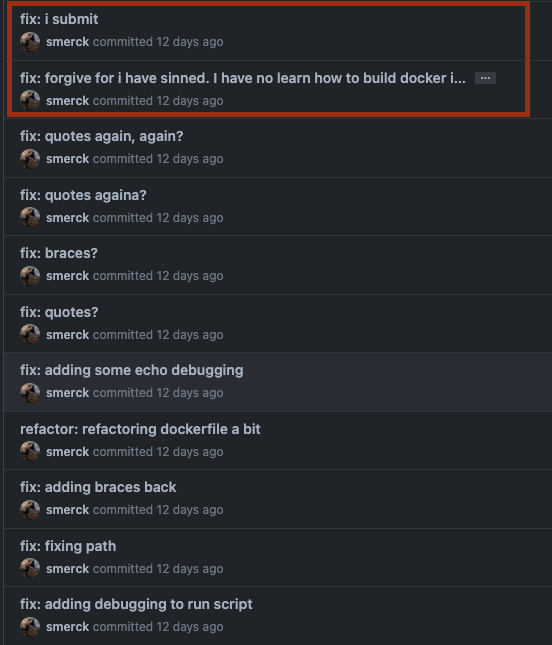 fix: i submit
smerck committed 12 days ago
fix: forgive for i have sinned. I have no learn how to build docker i... ...
smerck committed 12 days ago
fix: quotes again, again?
smerck committed 12 days ago
fix: quotes againa?
smerck committed 12 days ago
fix: braces?
smerck committed 12 days ago
fix: quotes?
smerck committed 12 days ago
fix: adding some echo debugging
smerck committed 12 days ago
refactor: refactoring dockerfile a bit
smerck committed 12 days ago
fix: adding braces back
smerck committed 12 days ago
fix: fixing path
smerck committed 12 days ago
fix: adding debugging to run script
smerck committed 12 days ago